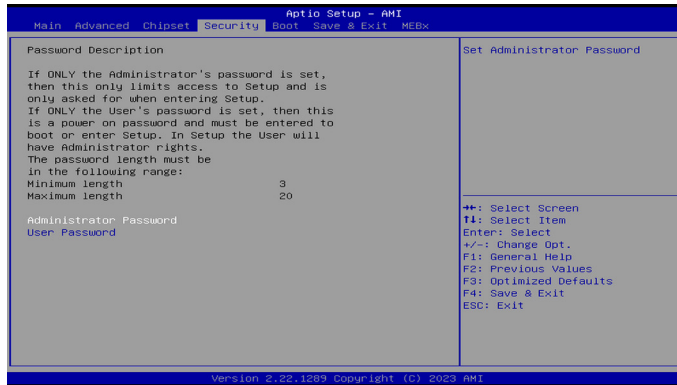 Aptio Setup - AMI
Main Advanced Chipset Security Boot Save & Exit MEBx
Password Description
If ONLY the Administrator's password is set,
then this only limits access to Setup and is
only asked for when entering Setup.
If ONLY the User's password is set, then this
is a power on password and must be entered to
boot or enter Setup. In Setup the User will
have Administrator rights.
The password length must be
in the following range:
Minimum length 3
Maximum length 20
Administrator Password
User Password
Set Administrator Password
→←: Select Screen
↑↓: Select Item
Enter: Select
+/-: Change Opt.
F1: General Help
F2: Previous Values
F3: Optimized Defaults
F4: Save & Exit
ESC: Exit
Version 2.22.1289 Copyright (C) 2023 AMI